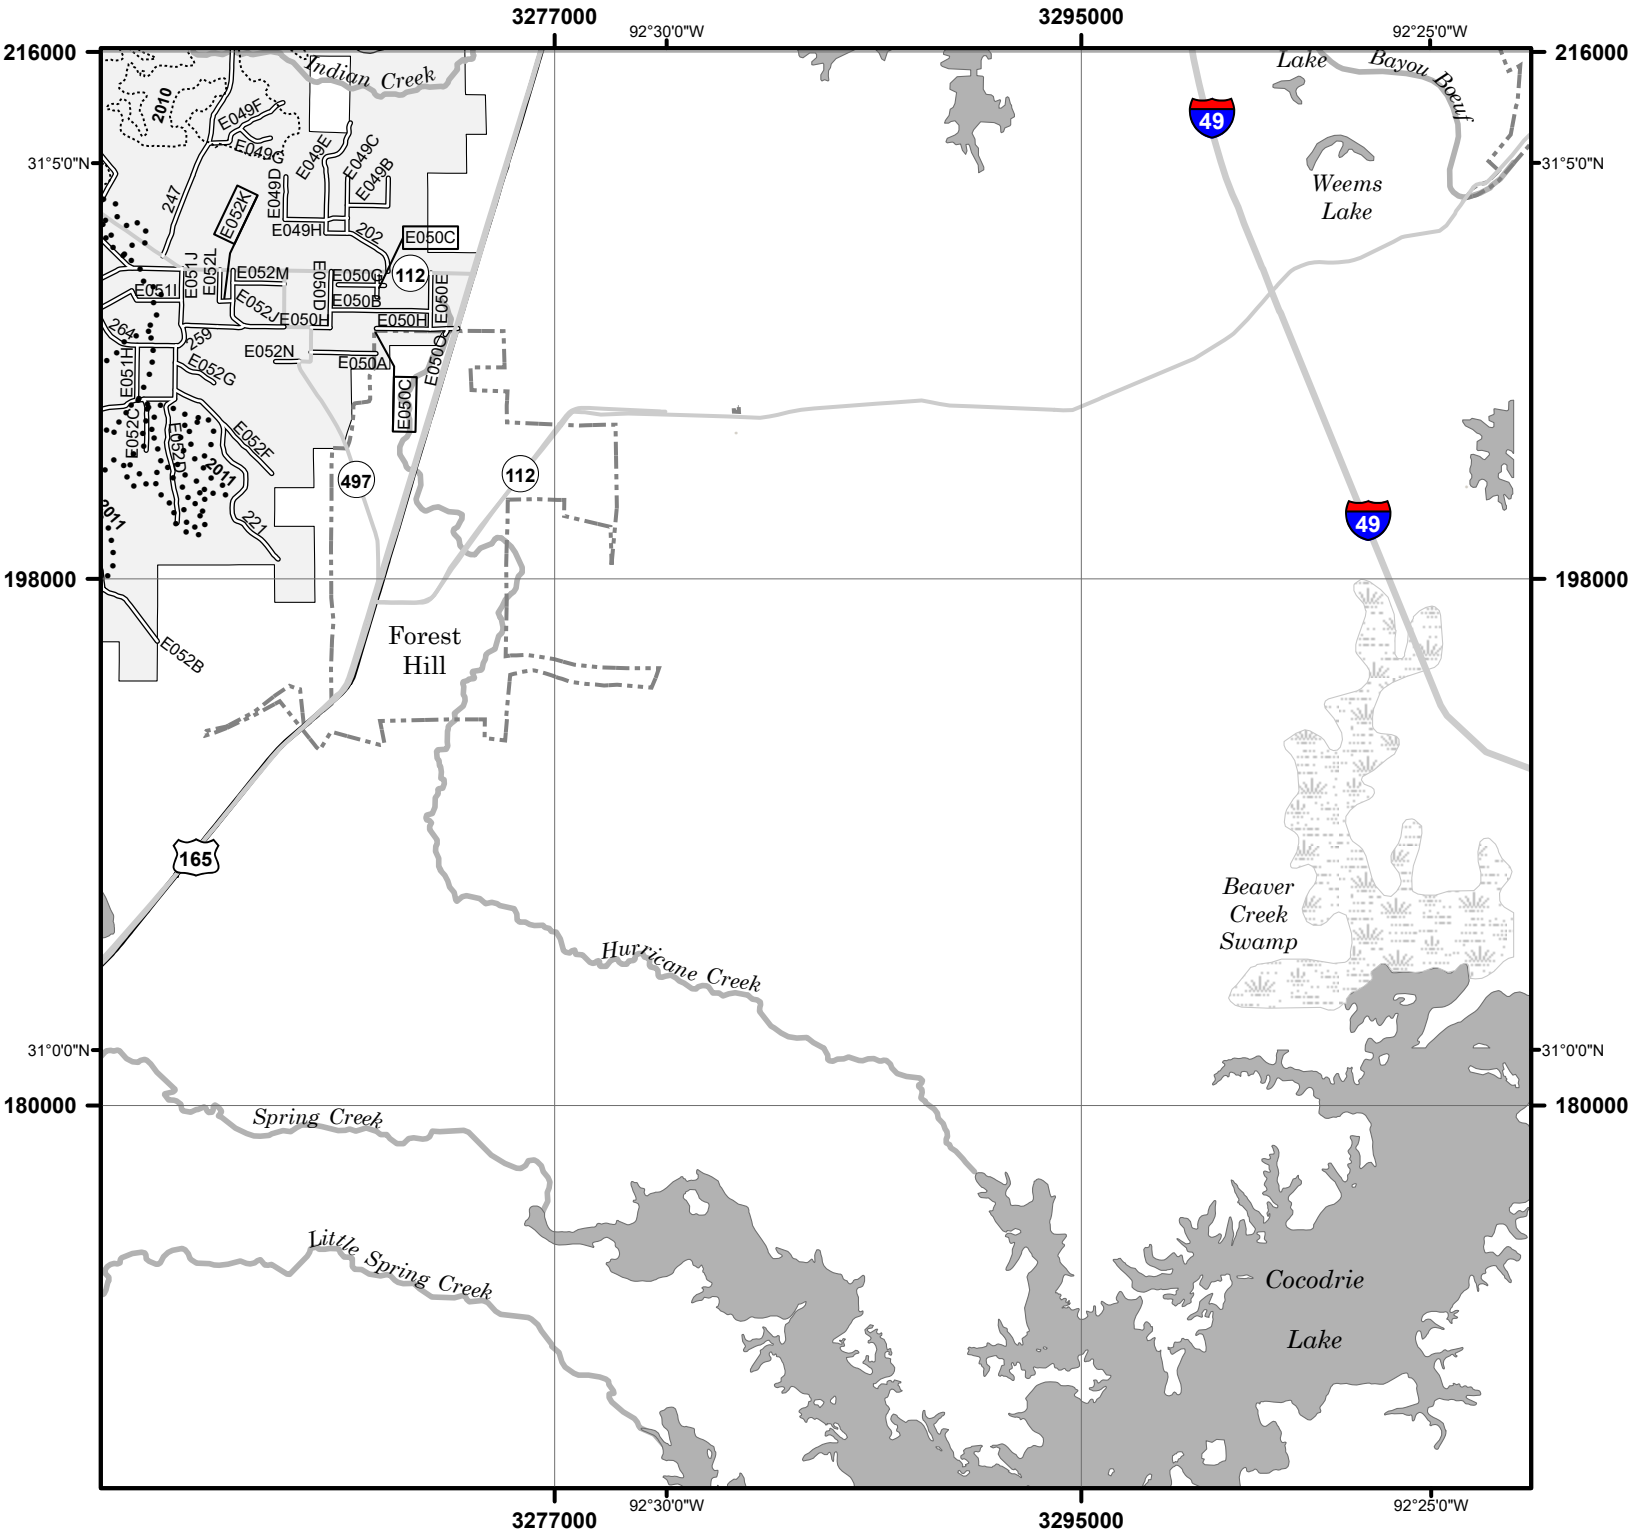 3277000
3295000
92°30'0"W
92°25'0"W
216000
216000
Indian Creek
Lake
Bayou Boeuf
2010
E049F
49
E049G
E049E
E049C
E049B
31°5'0"N
31°5'0"N
E049D
Weems
Lake
247
E052K
E049H
202
E050C
E051J
E052L
E052M
E050D
E050G
112
E050E
E051I
E052J
E050B
E050H
E050H
264
259
E052N
E050A
E050C
E051H
E052G
E050C
E052C
E052D
E052F
2011
497
112
2011
221
49
198000
198000
Forest
Hill
E052B
165
Beaver
Creek
Swamp
Hurricane Creek
31°0'0"N
31°0'0"N
180000
180000
Spring Creek
Little Spring Creek
Cocodrie
Lake
92°30'0"W
92°25'0"W
3277000
3295000